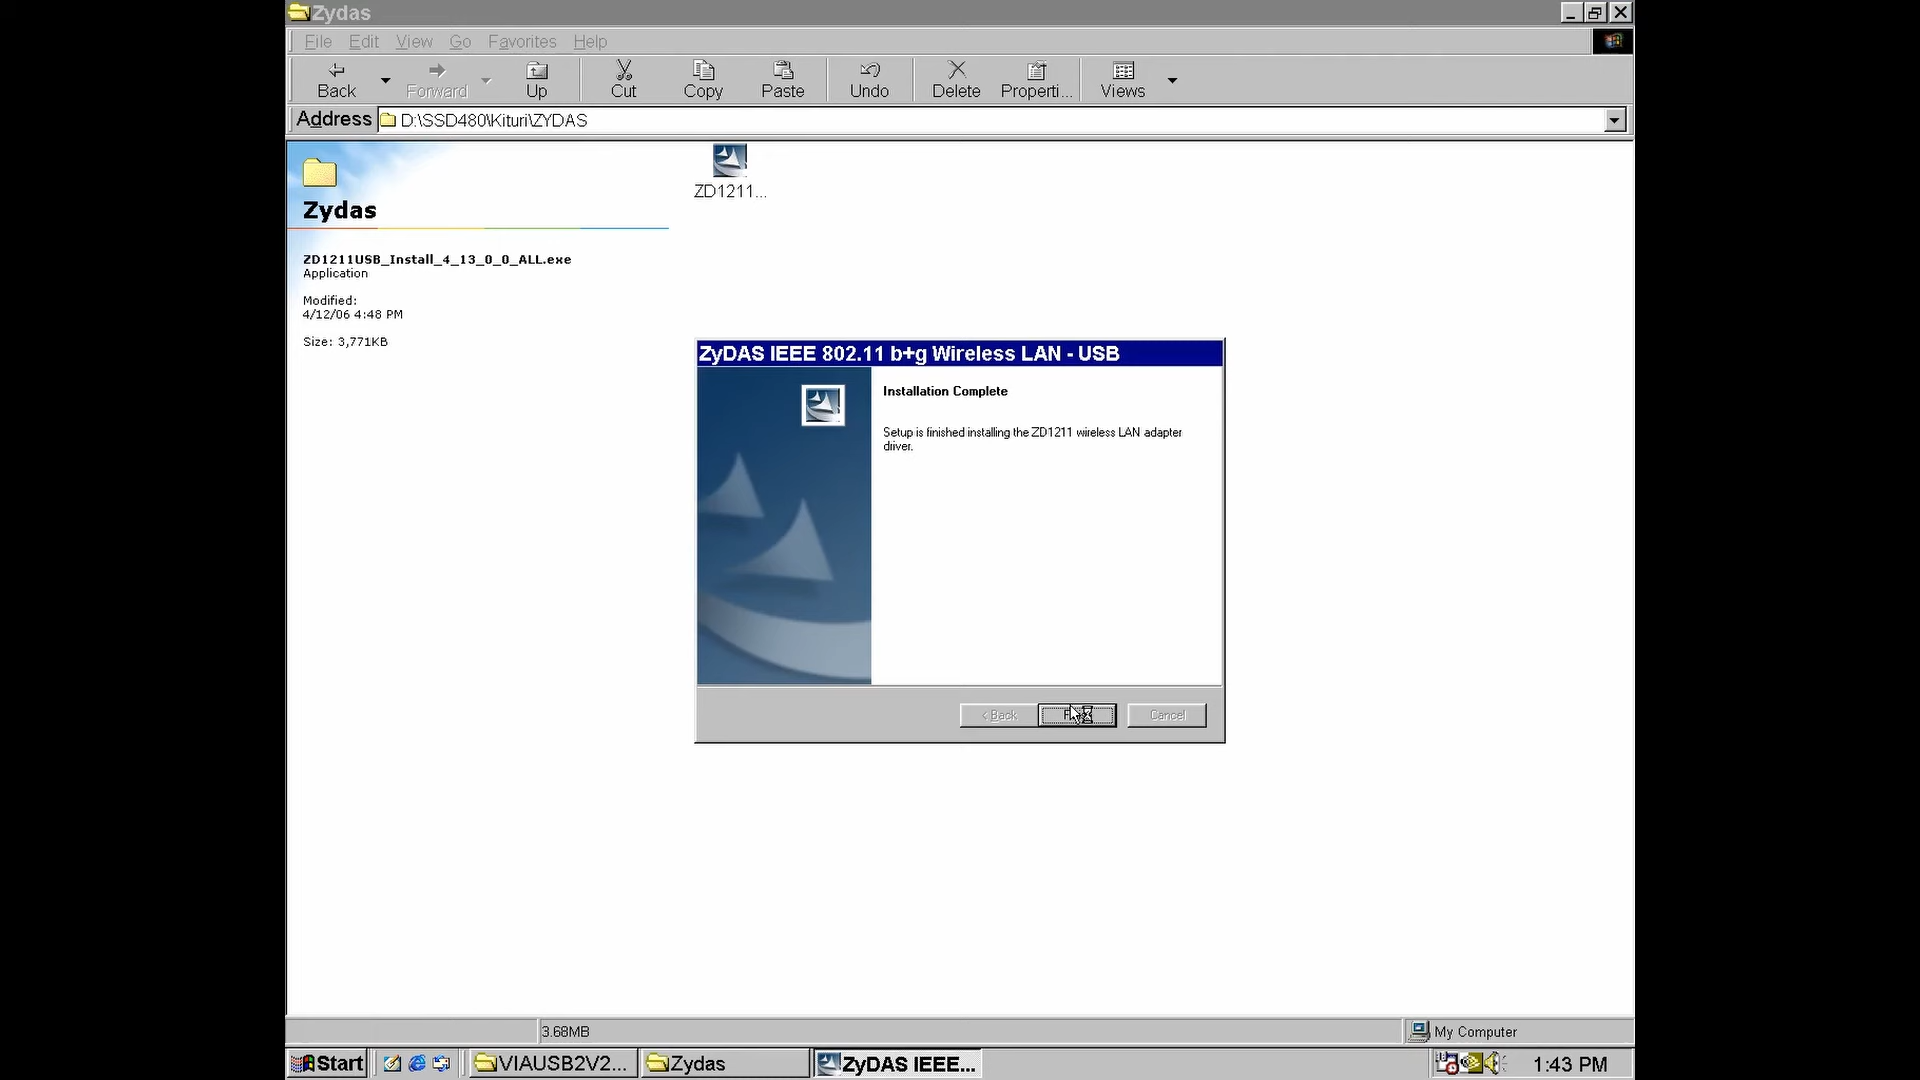 Zydas
File Edit View Go Favorites Help
Back Forward Up Cut Copy Paste Undo Delete Properti... Views
Address D:\SSD480\Kituri\ZYDAS
ZD1211...
Zydas
ZD1211USB_Install_4_13_0_0_ALL.exe
Application
Modified:
4/12/06 4:48 PM
Size: 3,771KB
ZyDAS IEEE 802.11 b+g Wireless LAN - USB
Installation Complete
Setup is finished installing the ZD1211 wireless LAN adapter
driver.
< Back Cancel
3.68MB My Computer
Start VIAUSB2V2... Zydas ZyDAS IEEE... 1:43 PM